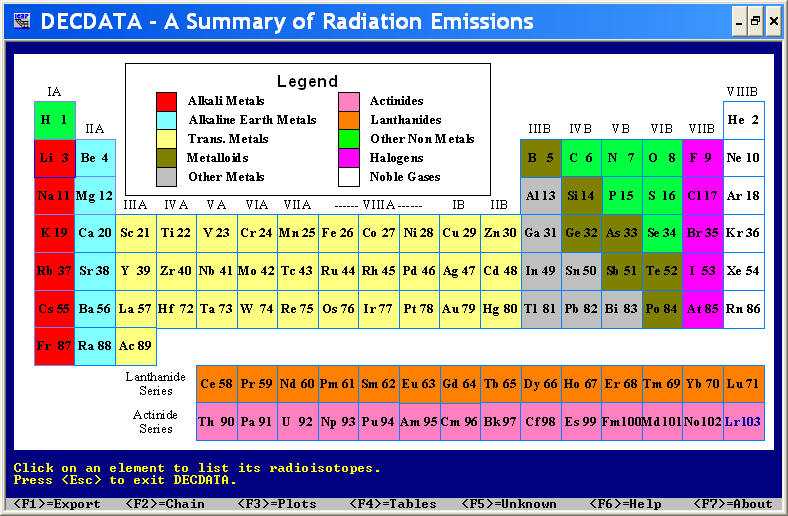 ICRP
DECDATA - A Summary of Radiation Emissions
Legend
Alkali Metals Actinides
Alkaline Earth Metals Lanthanides
Trans. Metals Other Non Metals
Metalloids Halogens
Other Metals Noble Gases
IA VIIIB
H 1 IIA IIIB IVB VB VIB VIIB He 2
Li 3 Be 4 B 5 C 6 N 7 O 8 F 9 Ne 10
Na 11 Mg 12 Al 13 Si 14 P 15 S 16 Cl 17 Ar 18
IIIA IVA VA VIA VIIA ------ VIIIA ------ IB IIB
K 19 Ca 20 Sc 21 Ti 22 V 23 Cr 24 Mn 25 Fe 26 Co 27 Ni 28 Cu 29 Zn 30 Ga 31 Ge 32 As 33 Se 34 Br 35 Kr 36
Rb 37 Sr 38 Y 39 Zr 40 Nb 41 Mo 42 Tc 43 Ru 44 Rh 45 Pd 46 Ag 47 Cd 48 In 49 Sn 50 Sb 51 Te 52 I 53 Xe 54
Cs 55 Ba 56 La 57 Hf 72 Ta 73 W 74 Re 75 Os 76 Ir 77 Pt 78 Au 79 Hg 80 Tl 81 Pb 82 Bi 83 Po 84 At 85 Rn 86
Fr 87 Ra 88 Ac 89
Lanthanide Series Ce 58 Pr 59 Nd 60 Pm 61 Sm 62 Eu 63 Gd 64 Tb 65 Dy 66 Ho 67 Er 68 Tm 69 Yb 70 Lu 71
Actinide Series Th 90 Pa 91 U 92 Np 93 Pu 94 Am 95 Cm 96 Bk 97 Cf 98 Es 99 Fm 100 Md 101 No 102 Lr 103
Click on an element to list its radioisotopes.
Press <Esc> to exit DECDATA.
<F1>=Export <F2>=Chain <F3>=Plots <F4>=Tables <F5>=Unknown <F6>=Help <F7>=About